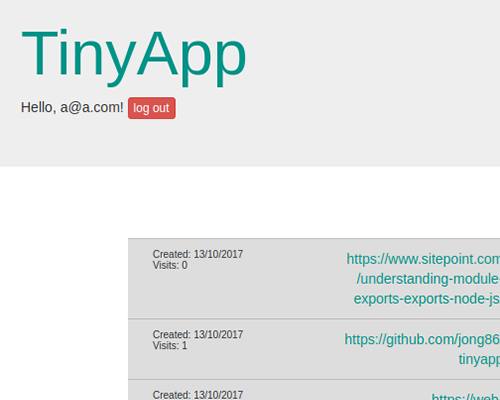 TinyApp
Hello, a@a.com! log out
Created: 13/10/2017
Visits: 0
https://www.sitepoint.com
/understanding-module-
exports-exports-node-js
Created: 13/10/2017
Visits: 1
https://github.com/jong86
tinyapp
Created: 13/10/2017
https://web